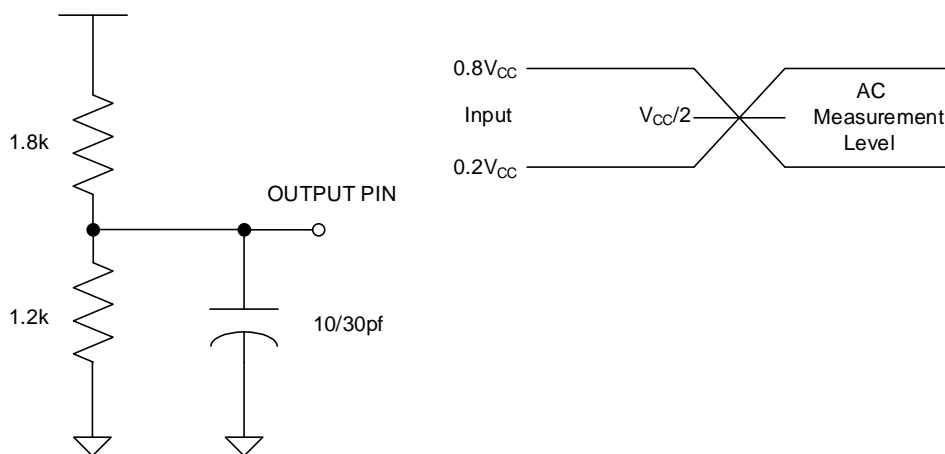 1.8k
1.2k
OUTPUT PIN
10/30pf
0.8VCC
Input
0.2VCC
VCC/2
AC
Measurement
Level